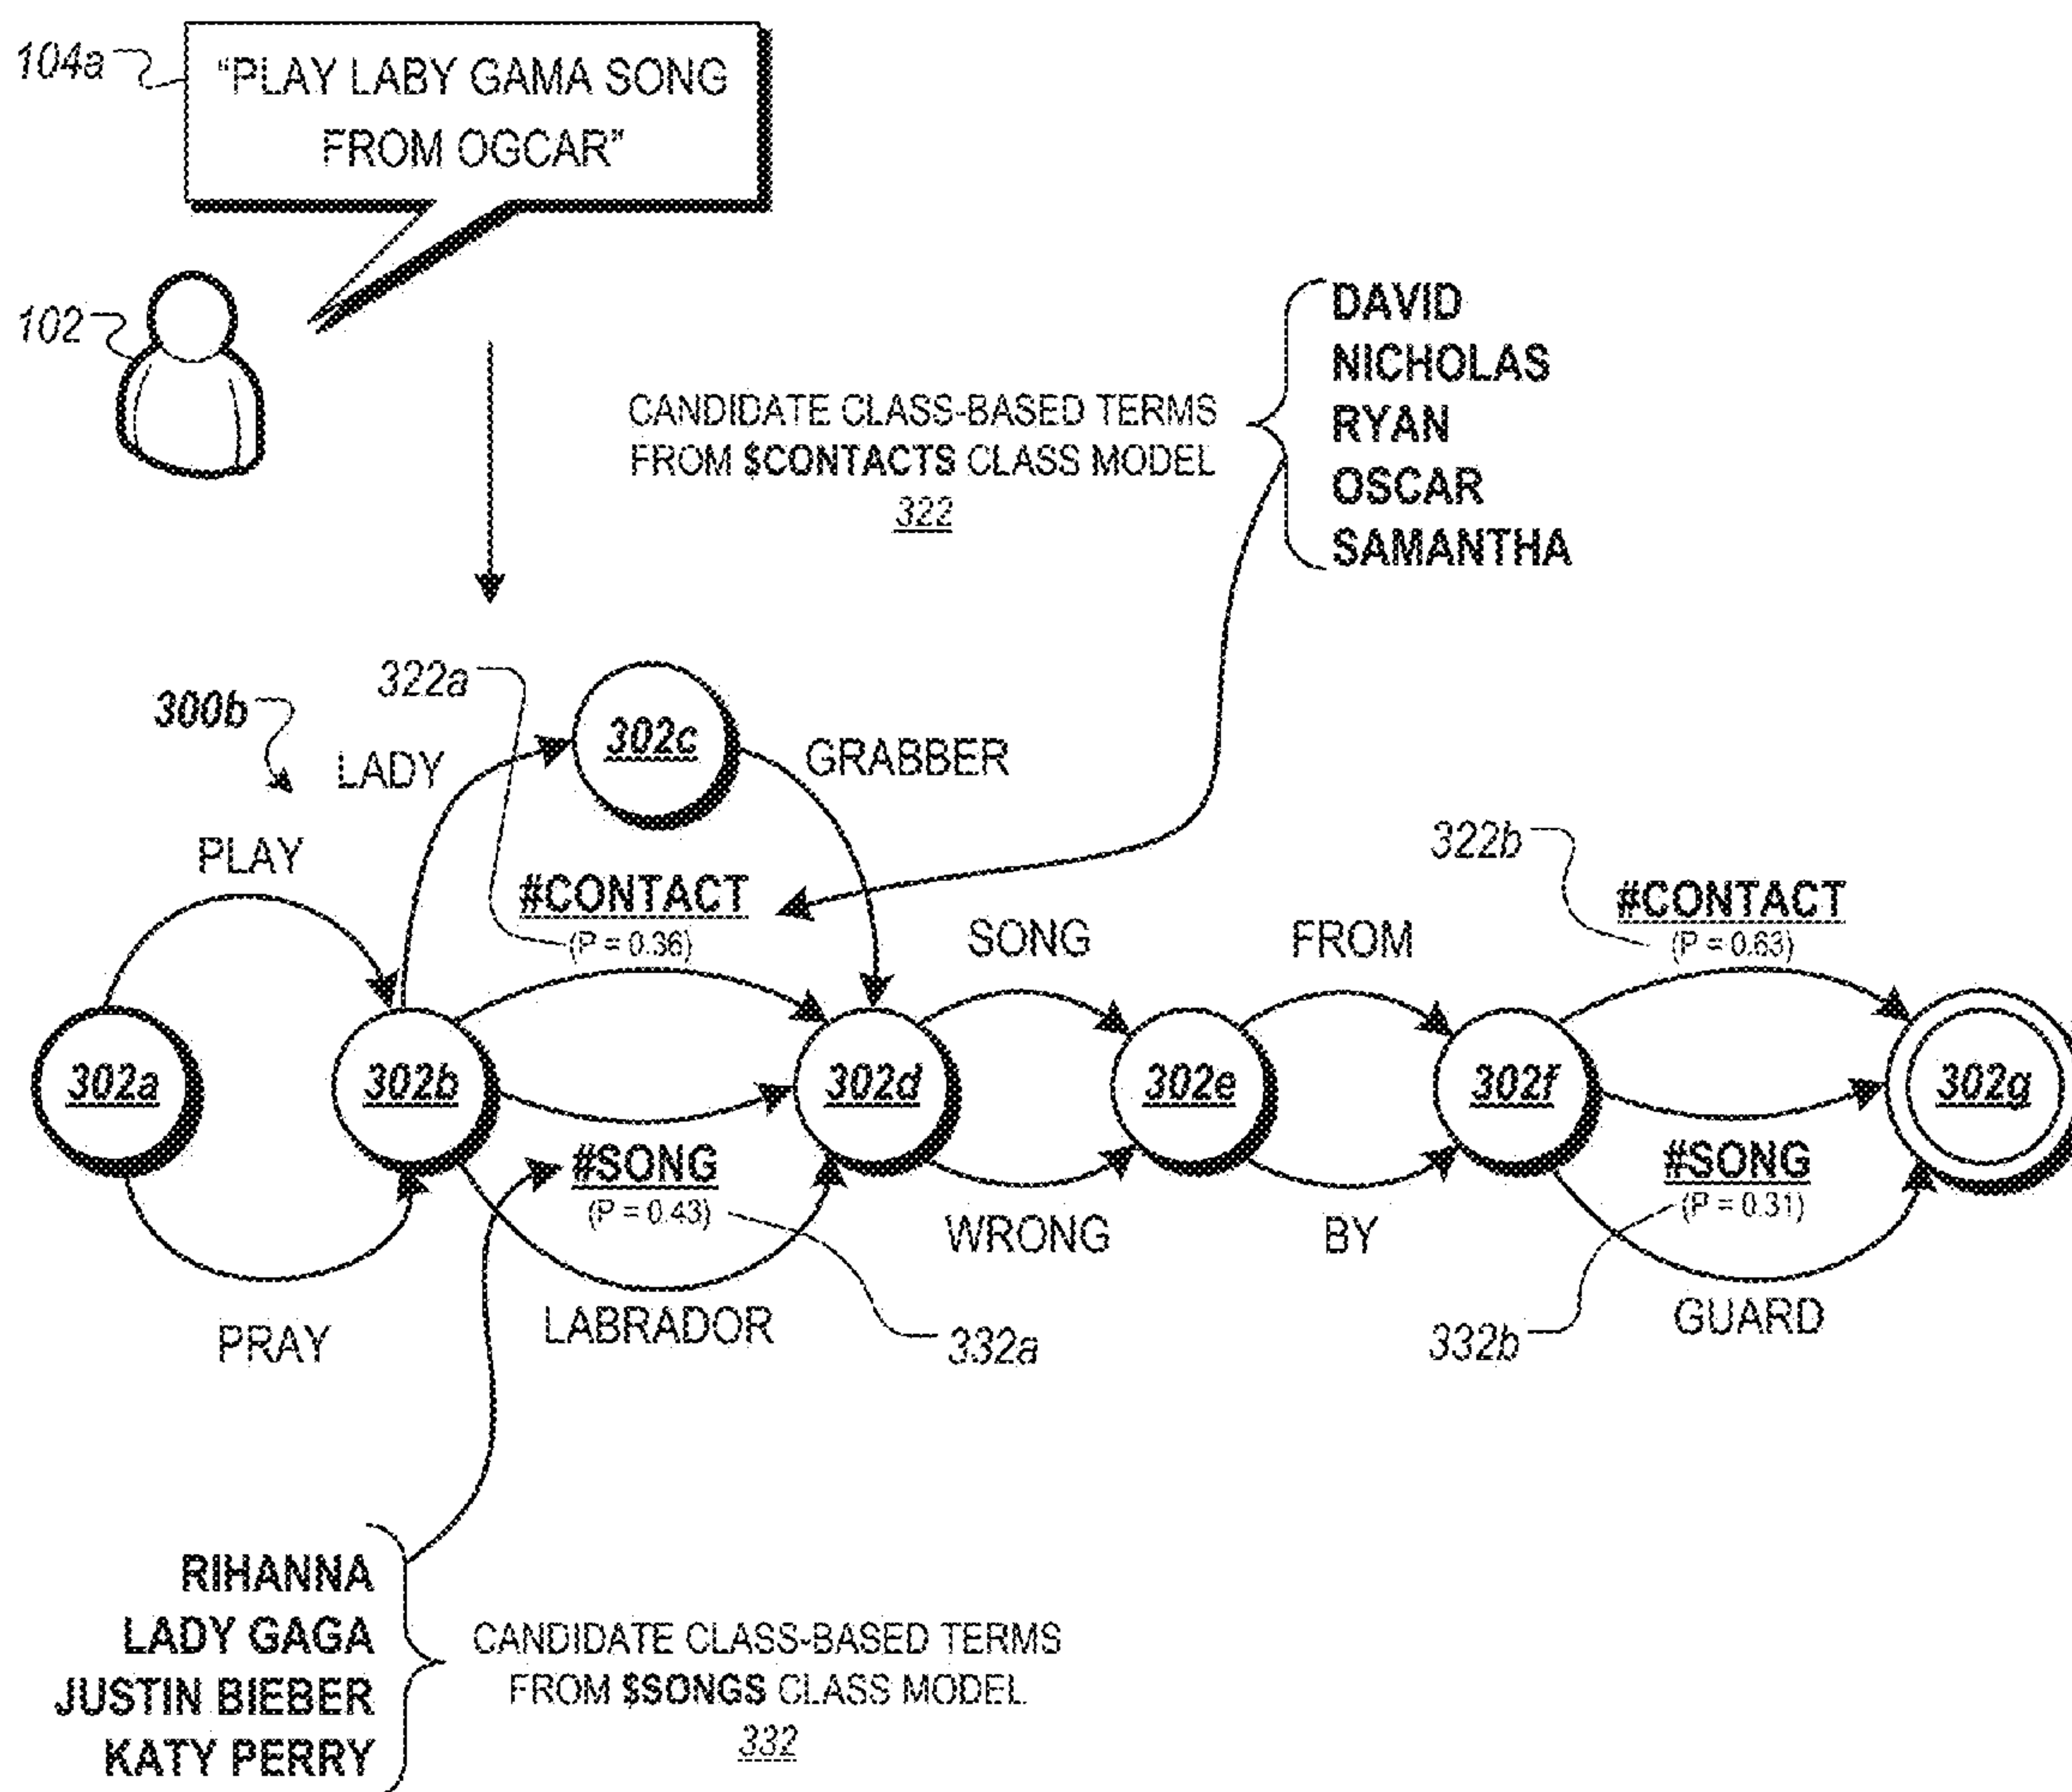 104a
"PLAY LABY GAMA SONG
FROM OGCAR"
102
DAVID
NICHOLAS
RYAN
OSCAR
SAMANTHA
CANDIDATE CLASS-BASED TERMS
FROM $CONTACTS CLASS MODEL
322
322a
300b
302c
LADY
GRABBER
PLAY
#CONTACT
(P = 0.36)
SONG
FROM
322b
#CONTACT
(P = 0.63)
302a
302b
302d
302e
302f
302g
#SONG
(P = 0.43)
WRONG
BY
#SONG
(P = 0.31)
PRAY
LABRADOR
332a
332b
GUARD
RIHANNA
LADY GAGA
JUSTIN BIEBER
KATY PERRY
CANDIDATE CLASS-BASED TERMS
FROM $SONGS CLASS MODEL
332